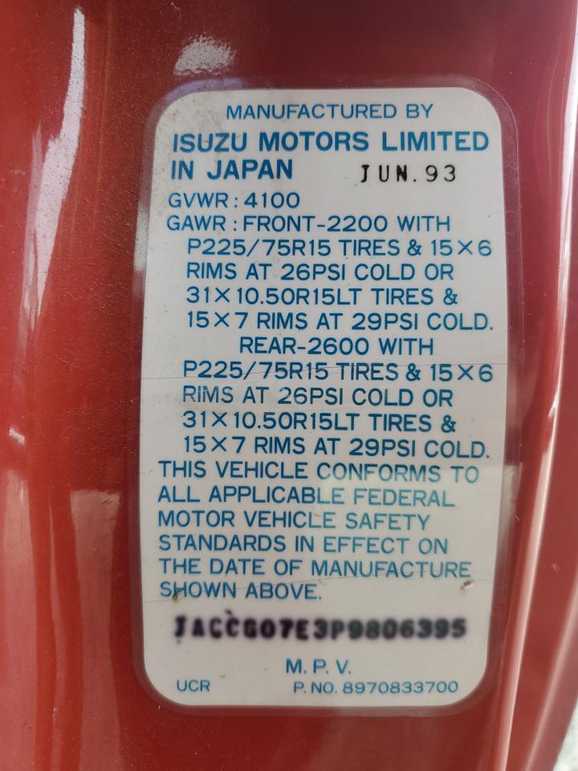 MANUFACTURED BY
ISUZU MOTORS LIMITED
IN JAPAN JUN.93
GVWR : 4100
GAWR : FRONT-2200 WITH
P225/75R15 TIRES & 15×6
RIMS AT 26PSI COLD OR
31×10.50R15LT TIRES &
15×7 RIMS AT 29PSI COLD.
REAR-2600 WITH
P225/75R15 TIRES & 15×6
RIMS AT 26PSI COLD OR
31×10.50R15LT TIRES &
15×7 RIMS AT 29PSI COLD.
THIS VEHICLE CONFORMS TO
ALL APPLICABLE FEDERAL
MOTOR VEHICLE SAFETY
STANDARDS IN EFFECT ON
THE DATE OF MANUFACTURE
SHOWN ABOVE.
JACCG07E3P9806395
M.P.V.
UCR P.NO. 8970833700